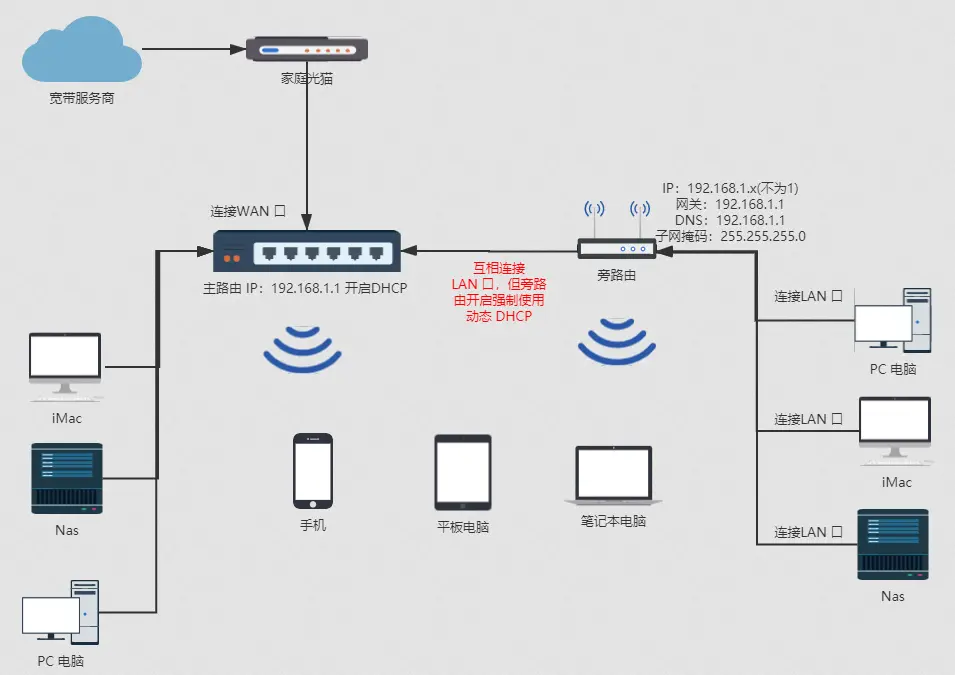 宽带服务商
家庭光猫
连接WAN 口
主路由 IP：192.168.1.1 开启DHCP
互相连接
LAN 口，但旁路
由开启强制使用
动态 DHCP
IP：192.168.1.x(不为1)
网关：192.168.1.1
DNS：192.168.1.1
子网掩码：255.255.255.0
旁路由
iMac
Nas
PC 电脑
手机
平板电脑
笔记本电脑
连接LAN 口
PC 电脑
连接LAN 口
iMac
连接LAN 口
Nas